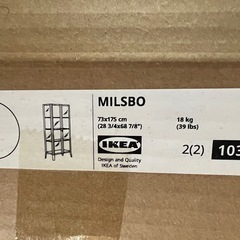 MILSBO
73x175 cm
(28 3/4x68 7/8")
18 kg
(39 lbs)
IKEA
Design and Quality
IKEA of Sweden
2(2)
103